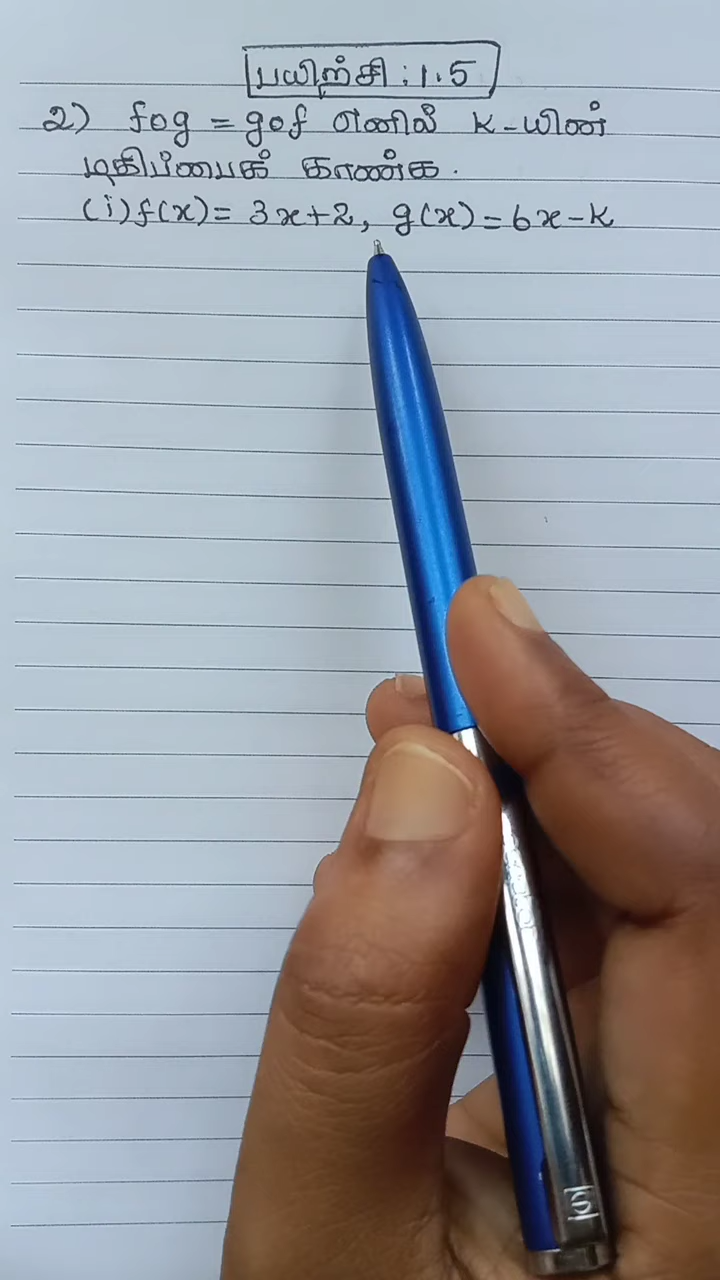 பயிற்சி : 1.5
2) fog = gof எனில் K-யின்
மதிப்பைக் காண்க.
(i) f(x) = 3x+2, g(x) = 6x-k